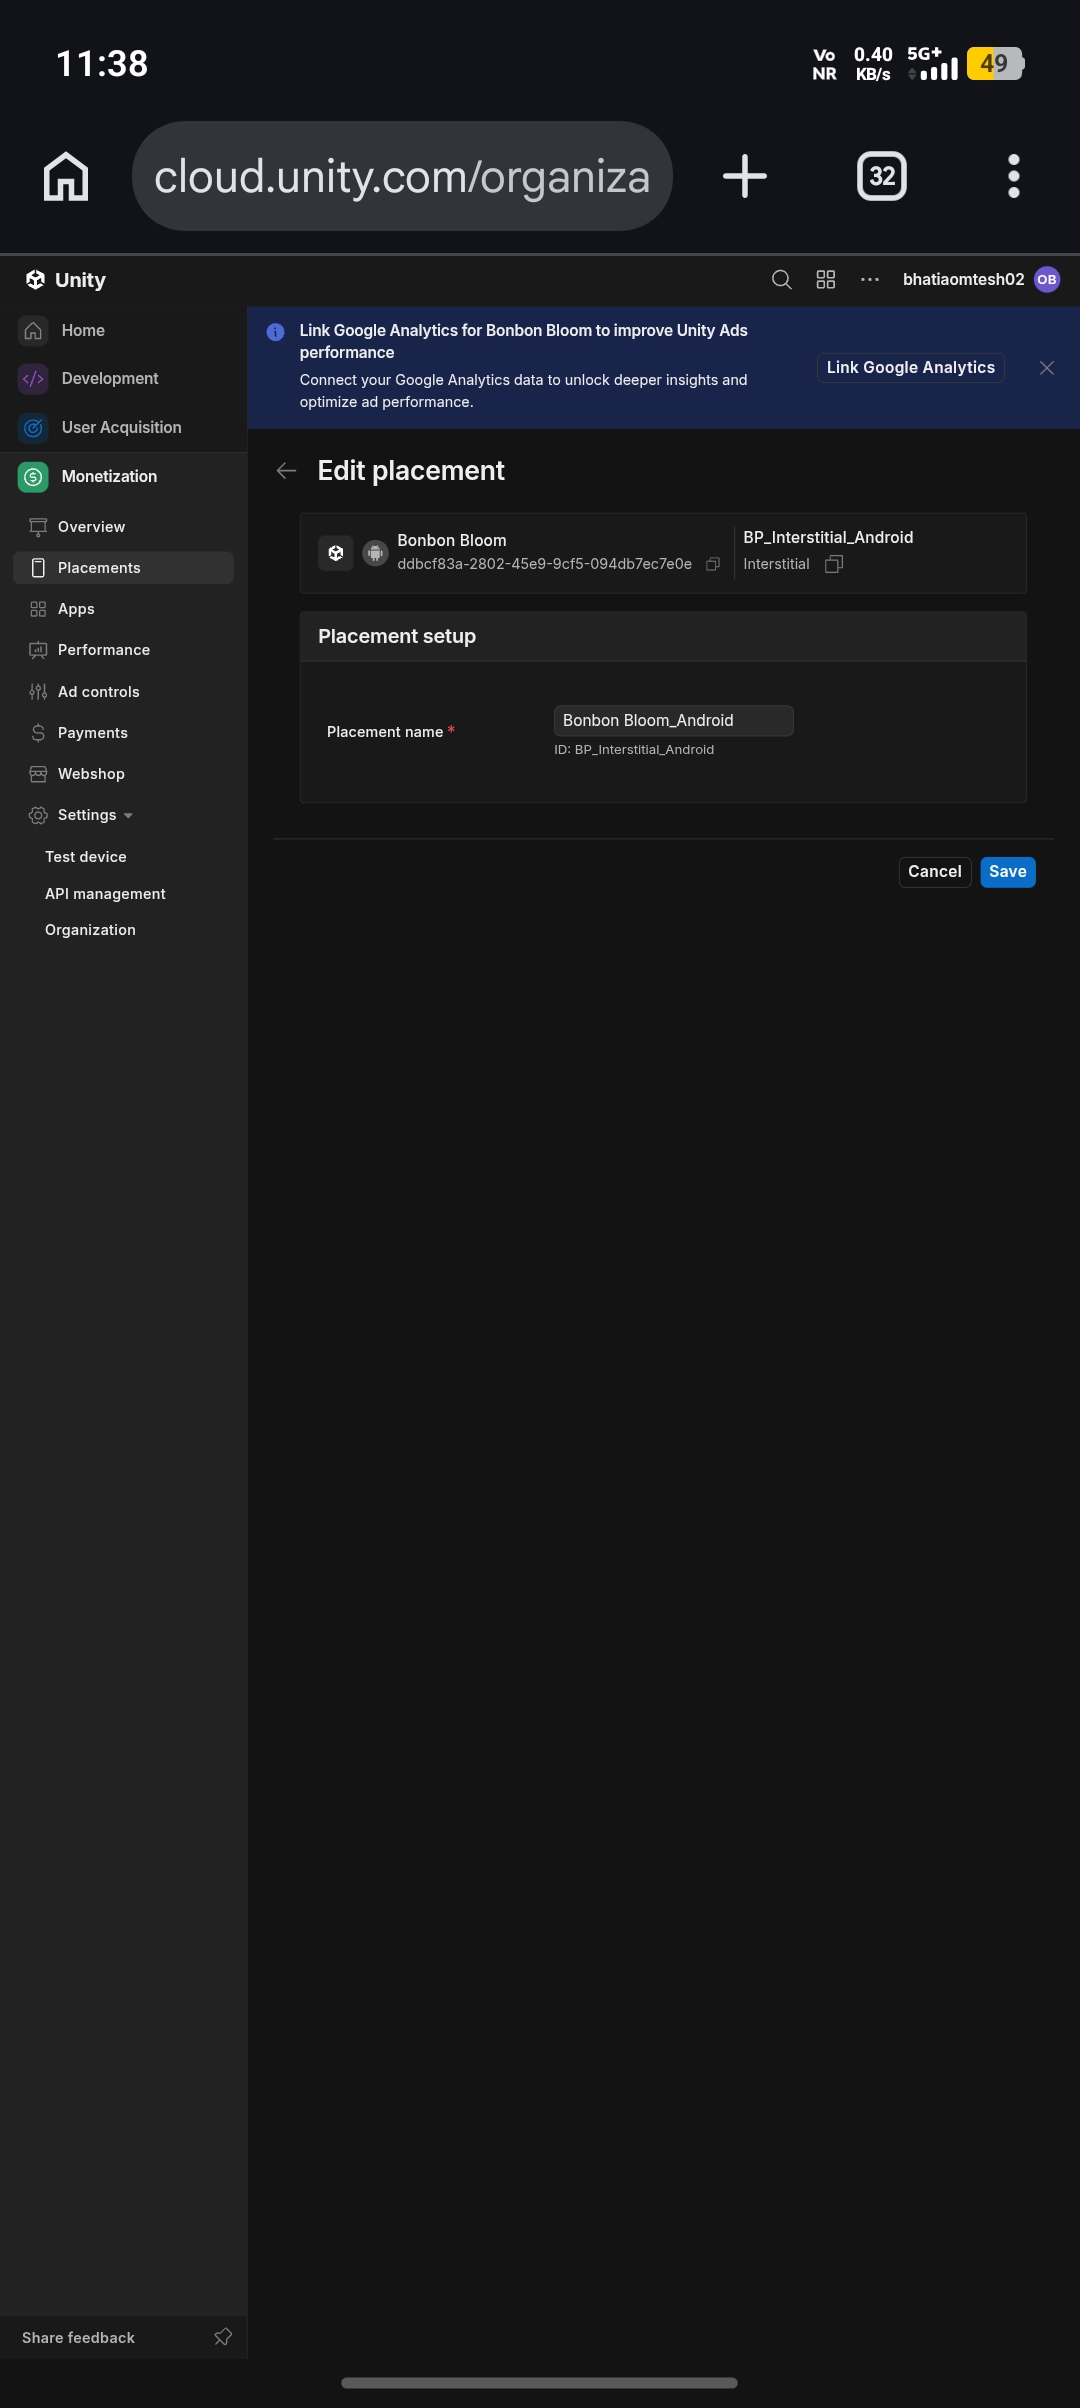 11:38
Vo
NR
0.40
KB/s
5G+
49
cloud.unity.com/organiza
32
Unity
bhatiaomtesh02
OB
Home
Development
User Acquisition
Monetization
Overview
Placements
Apps
Performance
Ad controls
Payments
Webshop
Settings
Test device
API management
Organization
Share feedback
Link Google Analytics for Bonbon Bloom to improve Unity Ads
performance
Connect your Google Analytics data to unlock deeper insights and
optimize ad performance.
Link Google Analytics
Edit placement
Bonbon Bloom
ddbcf83a-2802-45e9-9cf5-094db7ec7e0e
BP_Interstitial_Android
Interstitial
Placement setup
Placement name *
Bonbon Bloom_Android
ID: BP_Interstitial_Android
Cancel
Save